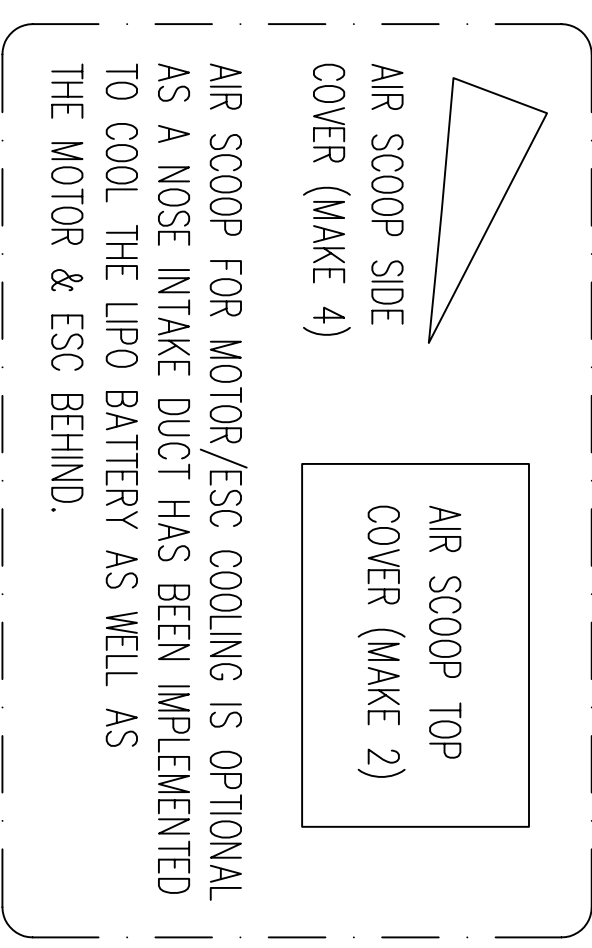 AIR SCOOP SIDE
COVER (MAKE 4)
AIR SCOOP TOP
COVER (MAKE 2)
AIR SCOOP FOR MOTOR/ESC COOLING IS OPTIONAL
AS A NOSE INTAKE DUCT HAS BEEN IMPLEMENTED
TO COOL THE LIPO BATTERY AS WELL AS
THE MOTOR & ESC BEHIND.